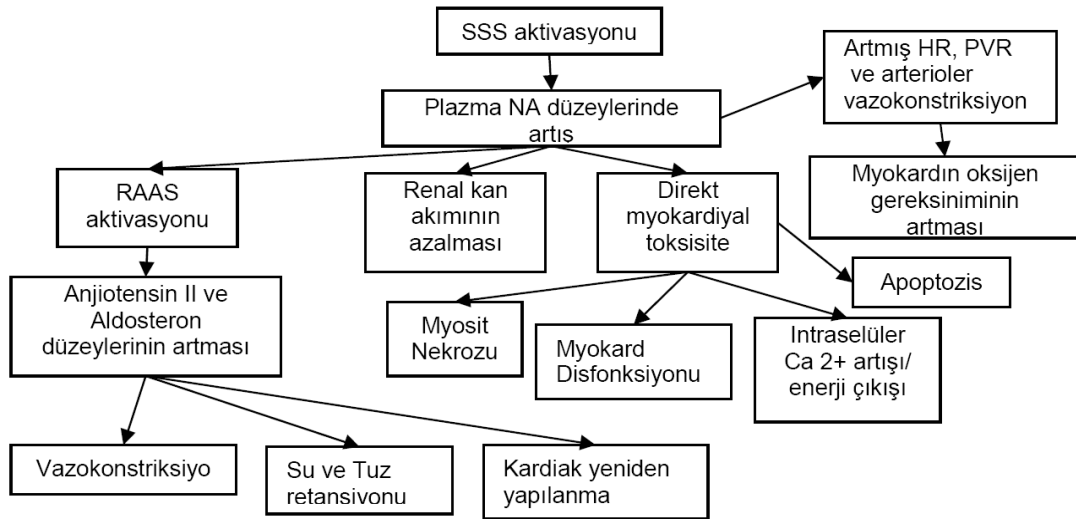 SSS aktivasyonu
Artmış HR, PVR
ve arterioler
vazokonstriksiyon
Plazma NA düzeylerinde
artış
RAAS
aktivasyonu
Renal kan
akımının
azalması
Direkt
myokardiyal
toksisite
Myokardın oksijen
gereksiniminin
artması
Apoptozis
Anjiotensin II ve
Aldosteron
düzeylerinin artması
Myosit
Nekrozu
Myokard
Disfonksiyonu
Intraselüler
Ca 2+ artışı/
enerji çıkışı
Vazokonstriksiyo
Su ve Tuz
retansiyonu
Kardiak yeniden
yapılanma